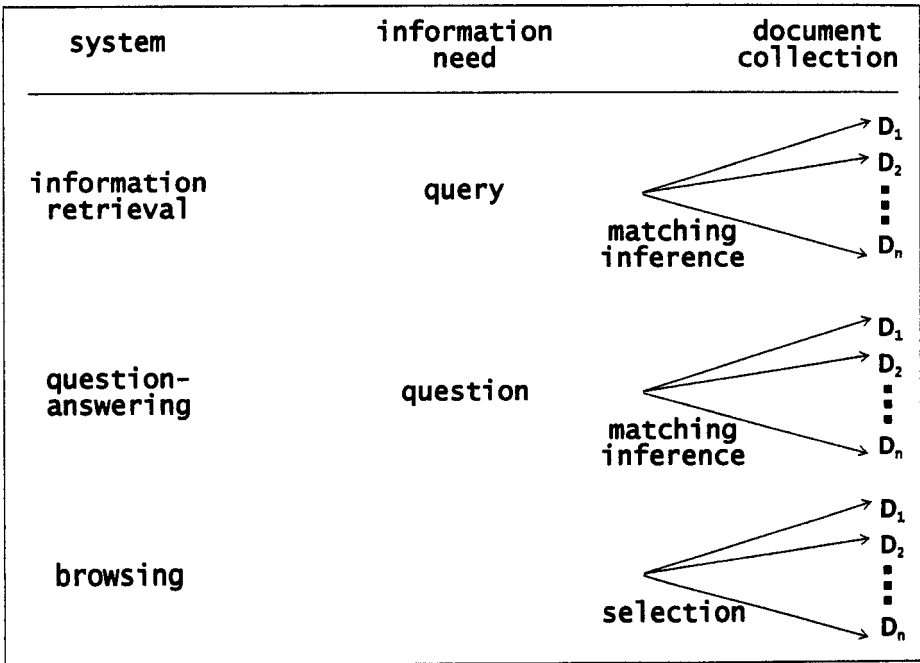 system
information
need
document
collection
information
retrieval
query
matching
inference
D₁
D₂
Dₙ
question-
answering
question
matching
inference
D₁
D₂
Dₙ
browsing
selection
D₁
D₂
Dₙ